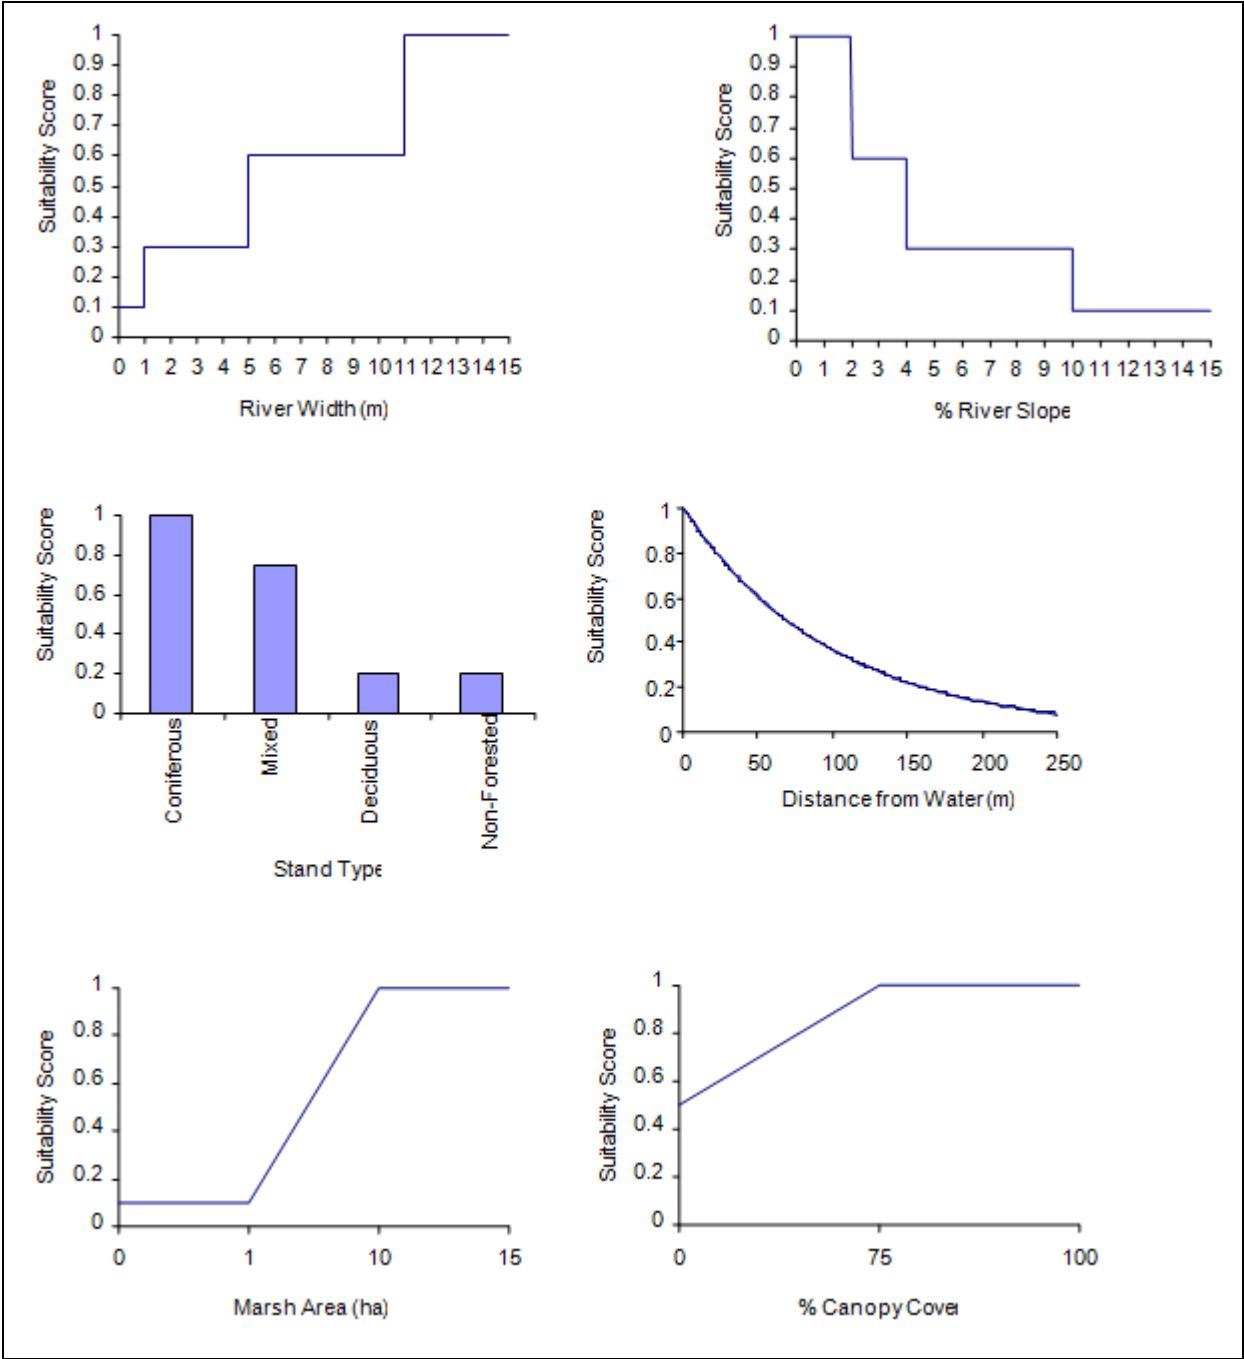 Suitability Score
1
0.9
0.8
0.7
0.6
0.5
0.4
0.3
0.2
0.1
0
0 1 2 3 4 5 6 7 8 9 10 11 12 13 14 15
River Width (m)
Suitability Score
1
0.9
0.8
0.7
0.6
0.5
0.4
0.3
0.2
0.1
0
0 1 2 3 4 5 6 7 8 9 10 11 12 13 14 15
% River Slope
Suitability Score
1
0.8
0.6
0.4
0.2
0
Coniferous
Mixed
Deciduous
Non-Forested
Stand Type
Suitability Score
1
0.8
0.6
0.4
0.2
0
0 50 100 150 200 250
Distance from Water (m)
Suitability Score
1
0.8
0.6
0.4
0.2
0
0 1 10 15
Marsh Area (ha)
Suitability Score
1
0.8
0.6
0.4
0.2
0
0 75 100
% Canopy Cover